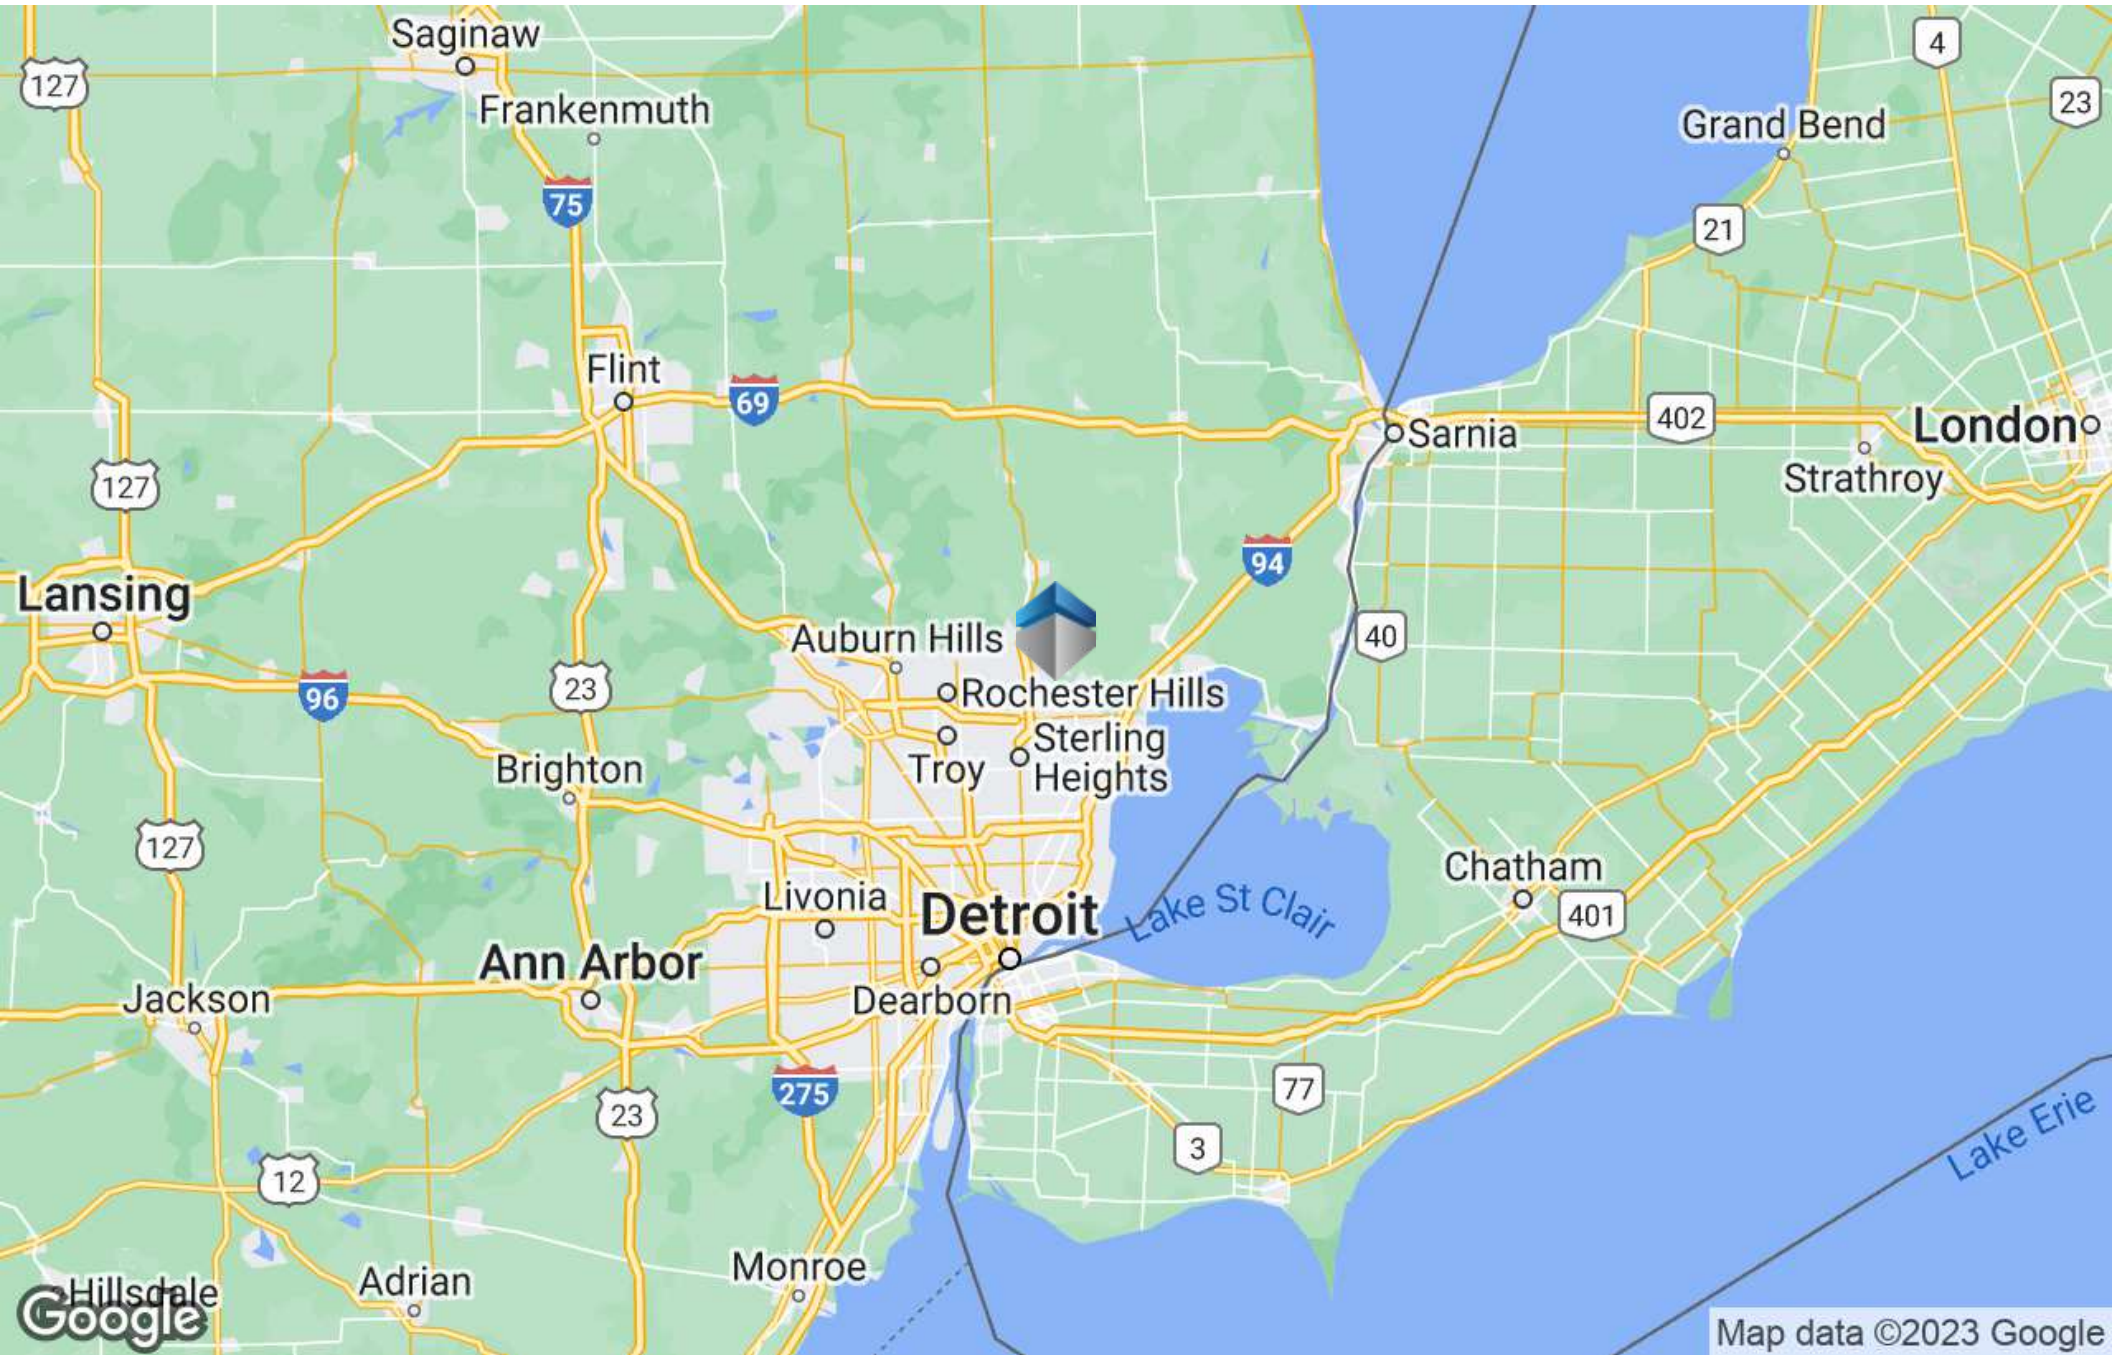 Saginaw
4
127
23
Frankenmuth
Grand Bend
75
21
Flint
69
402
London
Sarnia
Strathroy
127
94
Lansing
40
Auburn Hills
23
96
Rochester Hills
Sterling
Heights
Troy
Brighton
127
Chatham
Livonia
Detroit
Lake St Clair
401
Ann Arbor
Jackson
Dearborn
275
77
23
3
Lake Erie
12
Monroe
Adrian
Hillsdale
Google
Map data ©2023 Google